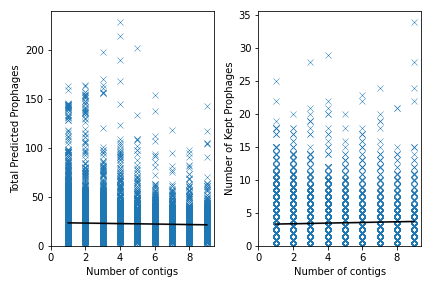 Total Predicted Prophages
200
150
100
50
0
0 2 4 6 8
Number of contigs
Number of Kept Prophages
35
30
25
20
15
10
5
0
0 2 4 6 8
Number of contigs